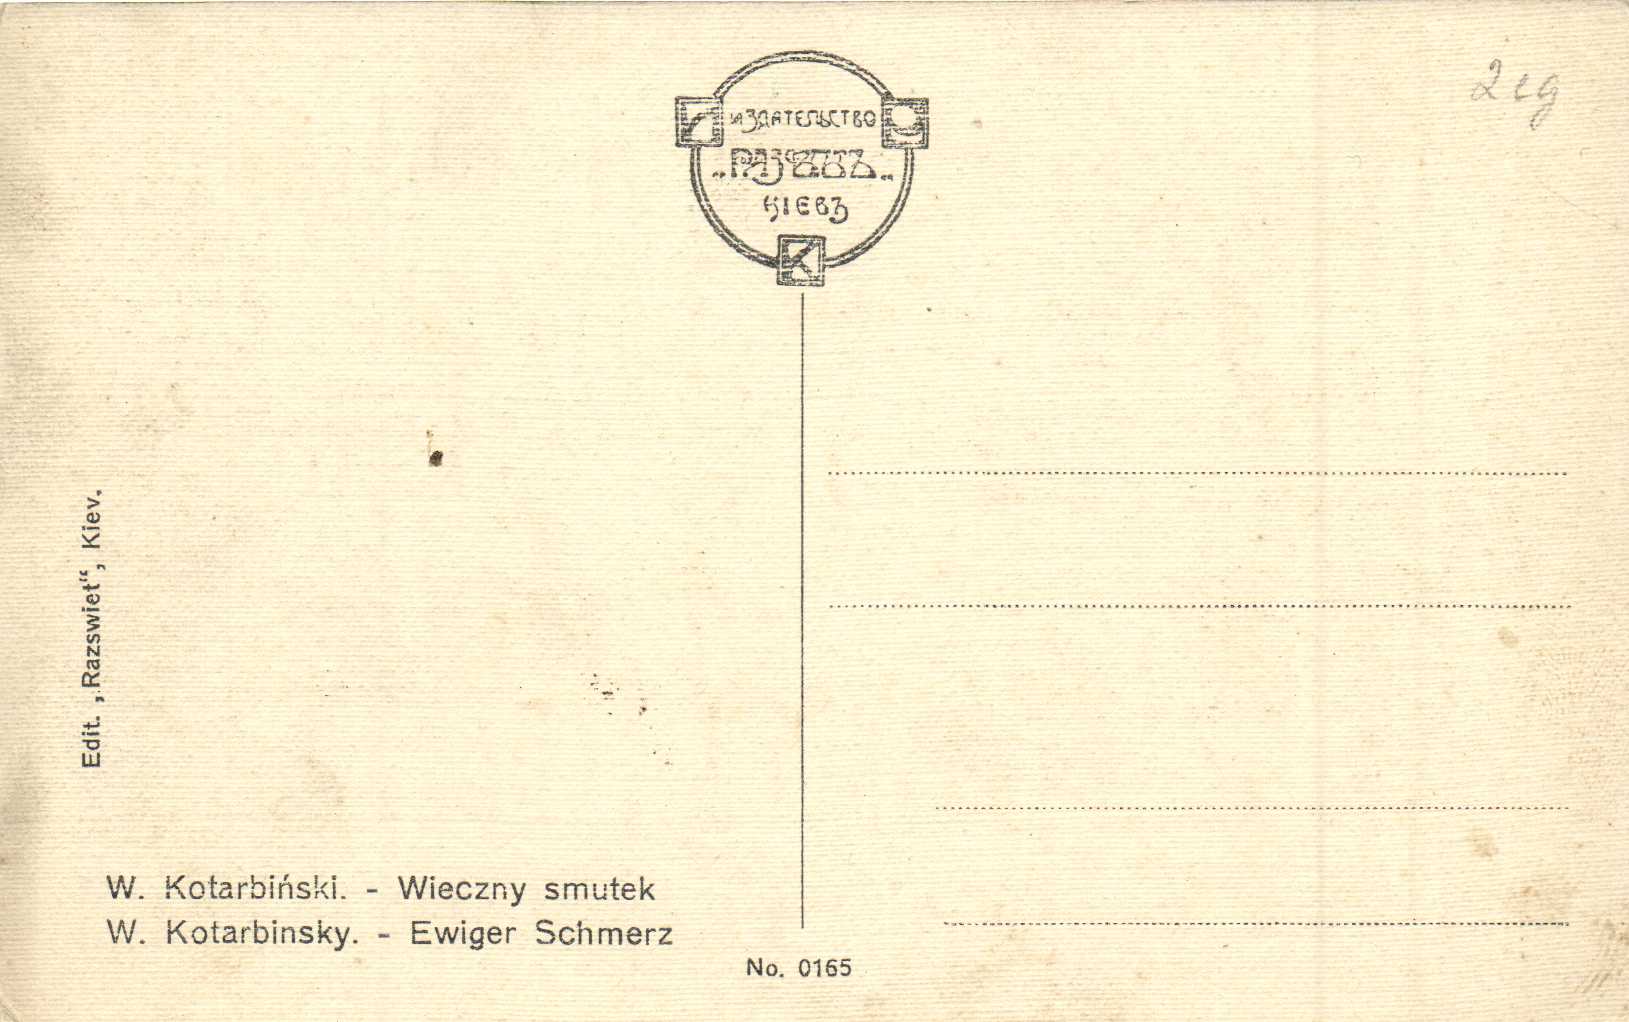 ИЗДАТЕЛЬСТВО
„РАЗСВѢТЪ„
КІЕВЪ
Edit. „Razswiet“, Kiev.
W. Kotarbiński. - Wieczny smutek
W. Kotarbinsky. - Ewiger Schmerz
No. 0165